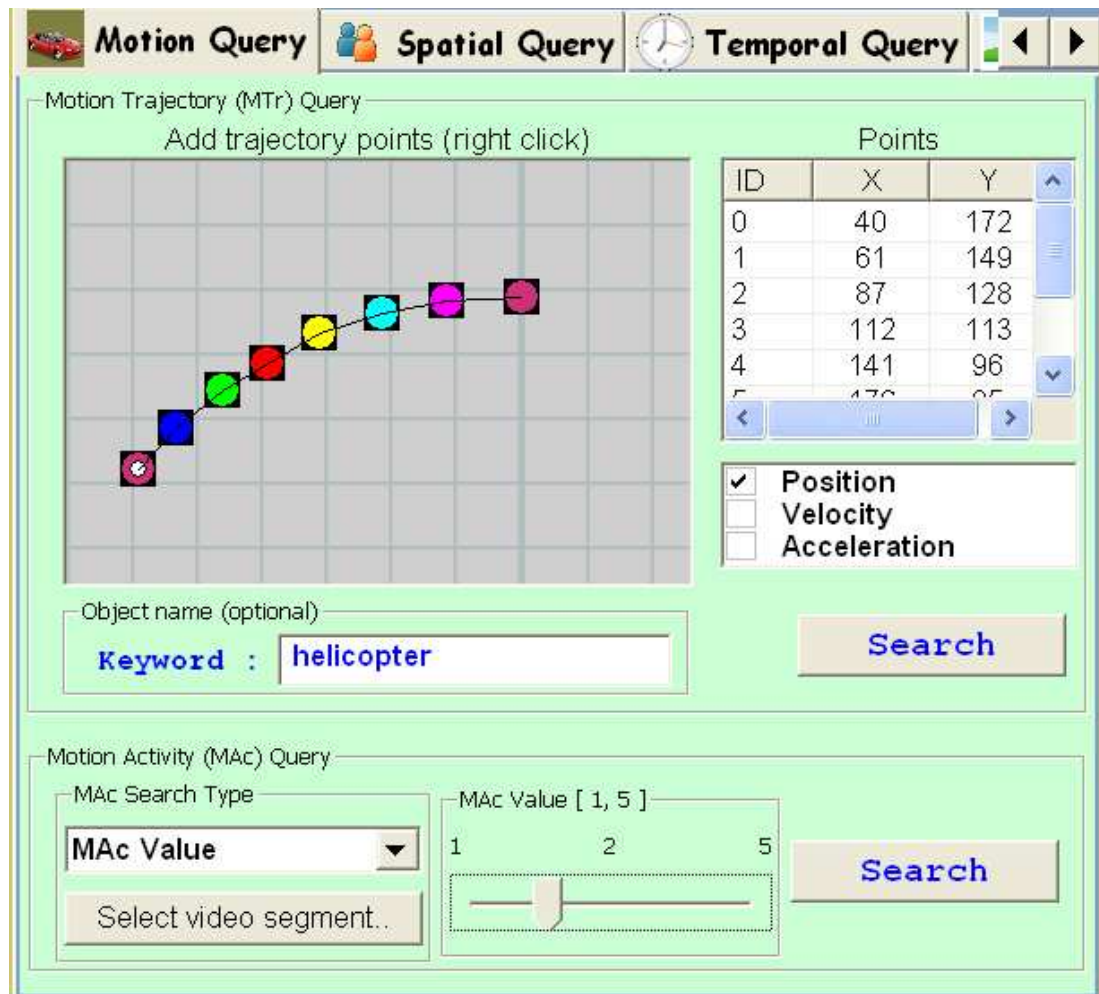 Motion Query Spatial Query Temporal Query
Motion Trajectory (MTr) Query
Add trajectory points (right click)
Points
ID X Y
0 40 172
1 61 149
2 87 128
3 112 113
4 141 96
Position
Velocity
Acceleration
Object name (optional)
Keyword : helicopter
Search
Motion Activity (MAc) Query
MAc Search Type
MAc Value
Select video segment..
MAc Value [ 1, 5 ]
1 2 5
Search